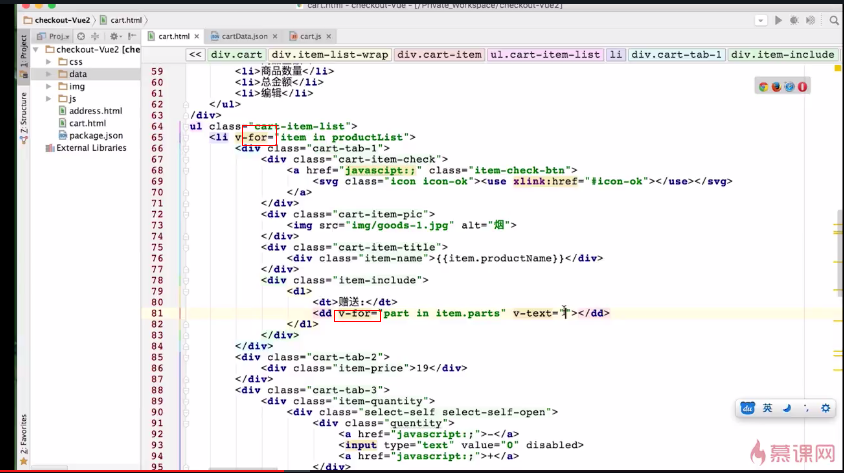 cart.html - checkout-Vue2 - [~/Private_Workspace/checkout-Vue2]
checkout-Vue2 cart.html
1: Project
Z: Structure
2: Favorites
Proj...
cart.html cartData.json cart.js
checkout-Vue2 [che
css
data
img
js
address.html
cart.html
package.json
External Libraries
<< div.cart div.item-list-wrap div.cart-item ul.cart-item-list li div.cart-tab-1 div.item-include
59 <li>商品数量</li>
60 <li>总金额</li>
61 <li>编辑</li>
62 </ul>
63 /div>
64 ul class="cart-item-list">
65 <li v-for="item in productList">
66 <div class="cart-tab-1">
67 <div class="cart-item-check">
68 <a href="javascipt:;" class="item-check-btn">
69 <svg class="icon icon-ok"><use xlink:href="#icon-ok"></use></svg>
70 </a>
71 </div>
72 <div class="cart-item-pic">
73 <img src="img/goods-1.jpg" alt="烟">
74 </div>
75 <div class="cart-item-title">
76 <div class="item-name">{{item.productName}}</div>
77 </div>
78 <div class="item-include">
79 <dl>
80 <dt>赠送:</dt>
81 <dd v-for="part in item.parts" v-text=""></dd>
82 </dl>
83 </div>
84 </div>
85 <div class="cart-tab-2">
86 <div class="item-price">19</div>
87 </div>
88 <div class="cart-tab-3">
89 <div class="item-quantity">
90 <div class="select-self select-self-open">
91 <div class="quentity">
92 <a href="javascript:;">-</a>
93 <input type="text" value="0" disabled>
94 <a href="javascript:;">+</a>
95 </div>
du 英
慕课网